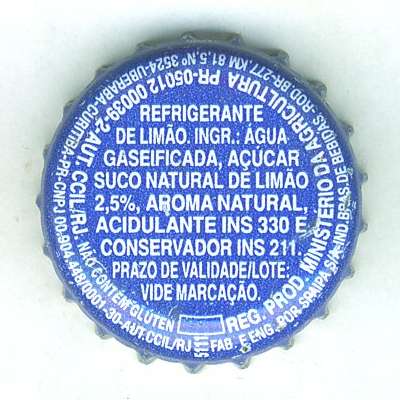 REFRIGERANTE
DE LIMÃO. INGR.: ÁGUA
GASEIFICADA, AÇÚCAR
SUCO NATURAL DE LIMÃO
2,5%, AROMA NATURAL,
ACIDULANTE INS 330 E
CONSERVADOR INS 211.
PRAZO DE VALIDADE/LOTE:
VIDE MARCAÇÃO.
REG. PROD. MINISTÉRIO DA AGRICULTURA PR-05012 00039-2
AUT. CCIL/RJ. NÃO CONTEM GLUTEN
5111
FAB. E ENG. POR SPAIPA S/A-IND. BRAS. DE BEBIDAS-ROD. BR-277, KM 81,5, Nº 3524-UBERABA-CURITIBA-PR-CNPJ 00.904.448/0001-30-AUT.CCIL/RJ